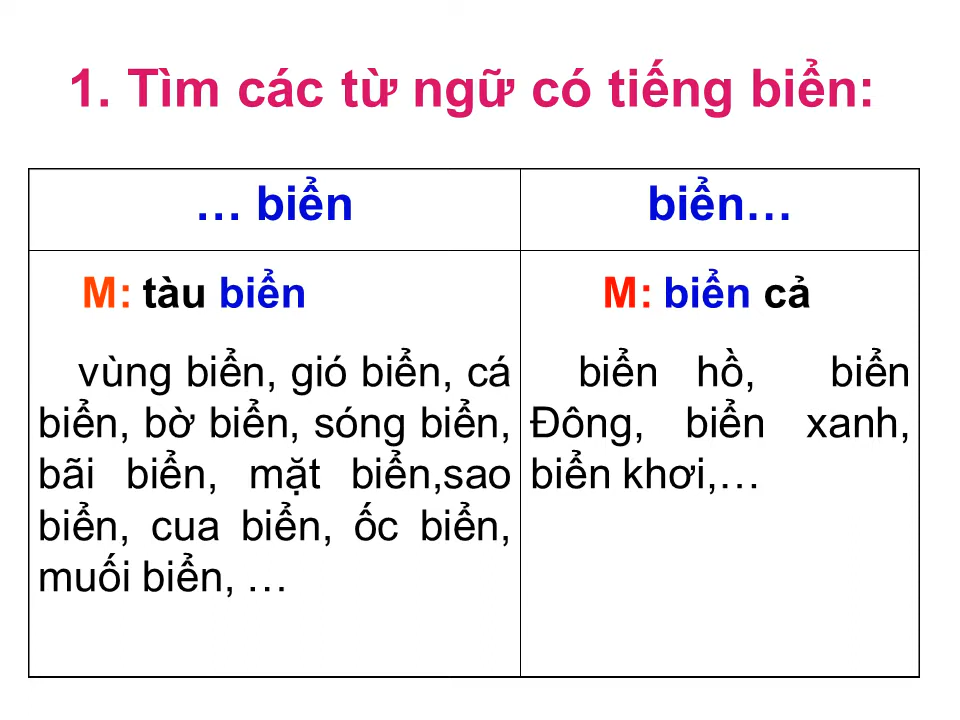 1. Tìm các từ ngữ có tiếng biển:
… biển
biển…
M: tàu biển
vùng biển, gió biển, cá
biển, bờ biển, sóng biển,
bãi biển, mặt biển,sao
biển, cua biển, ốc biển,
muối biển, …
M: biển cả
biển hồ, biển
Đông, biển xanh,
biển khơi,…